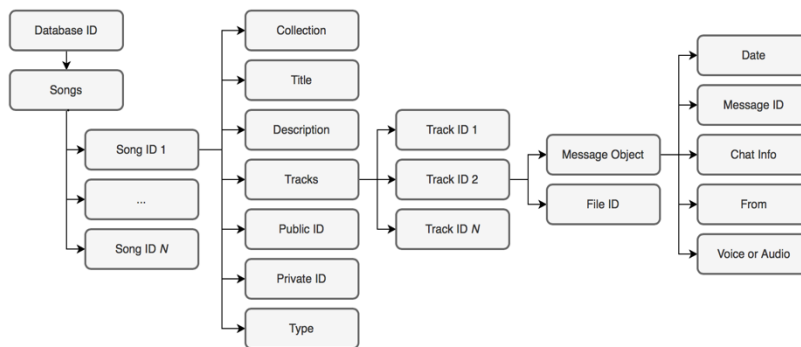 Database ID
Songs
Song ID 1
...
Song ID N
Collection
Title
Description
Tracks
Public ID
Private ID
Type
Track ID 1
Track ID 2
Track ID N
Message Object
File ID
Date
Message ID
Chat Info
From
Voice or Audio